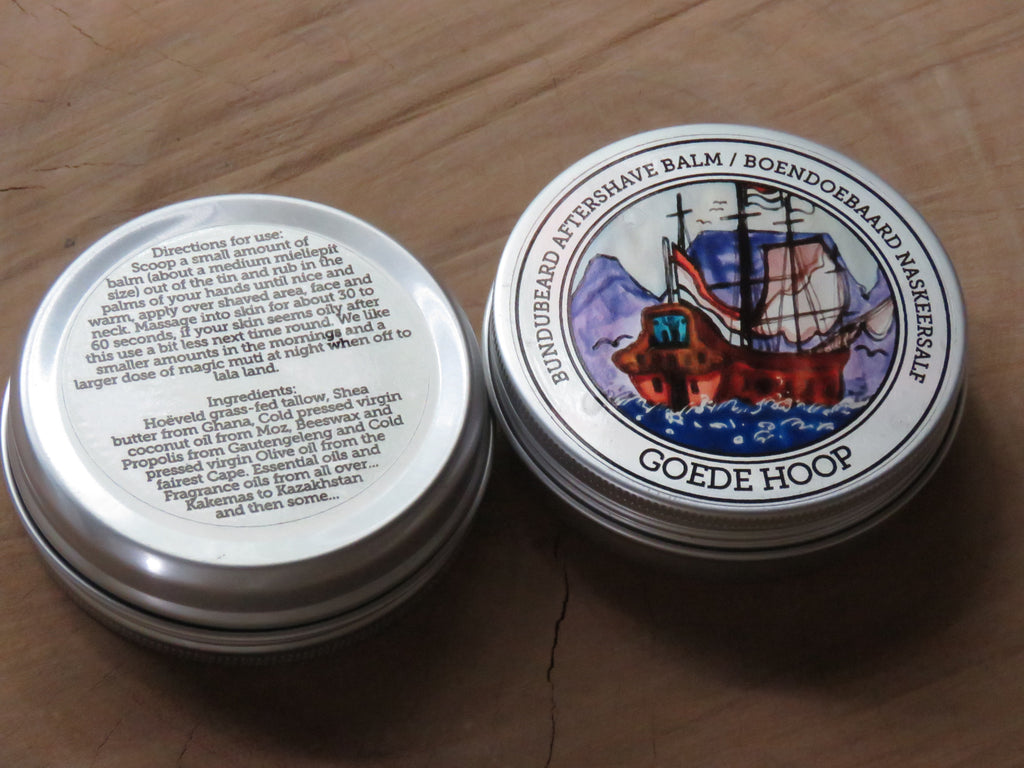 Directions for use:
Scoop a small amount of
balm (about a medium mieliepit
size) out of the tin and rub in the
palms of your hands until nice and
warm, apply over shaved area, face and
neck. Massage into skin for about 30 to
60 seconds, if your skin seems oily after
this use a bit less next time round. We like
smaller amounts in the mornings and a
larger dose of magic muti at night when off to
lala land.
Ingredients:
Hoëveld grass-fed tallow, Shea
butter from Ghana, Cold pressed virgin
coconut oil from Moz, Beeswax and
Propolis from Gautengeleng and Cold
pressed virgin Olive oil from the
fairest Cape. Essential oils and
Fragrance oils from all over...
Kakemas to Kazakhstan
and then some...
BUNDUBEARD AFTERSHAVE BALM / BOENDOEBAARD NASKEERSALF
GOEDE HOOP